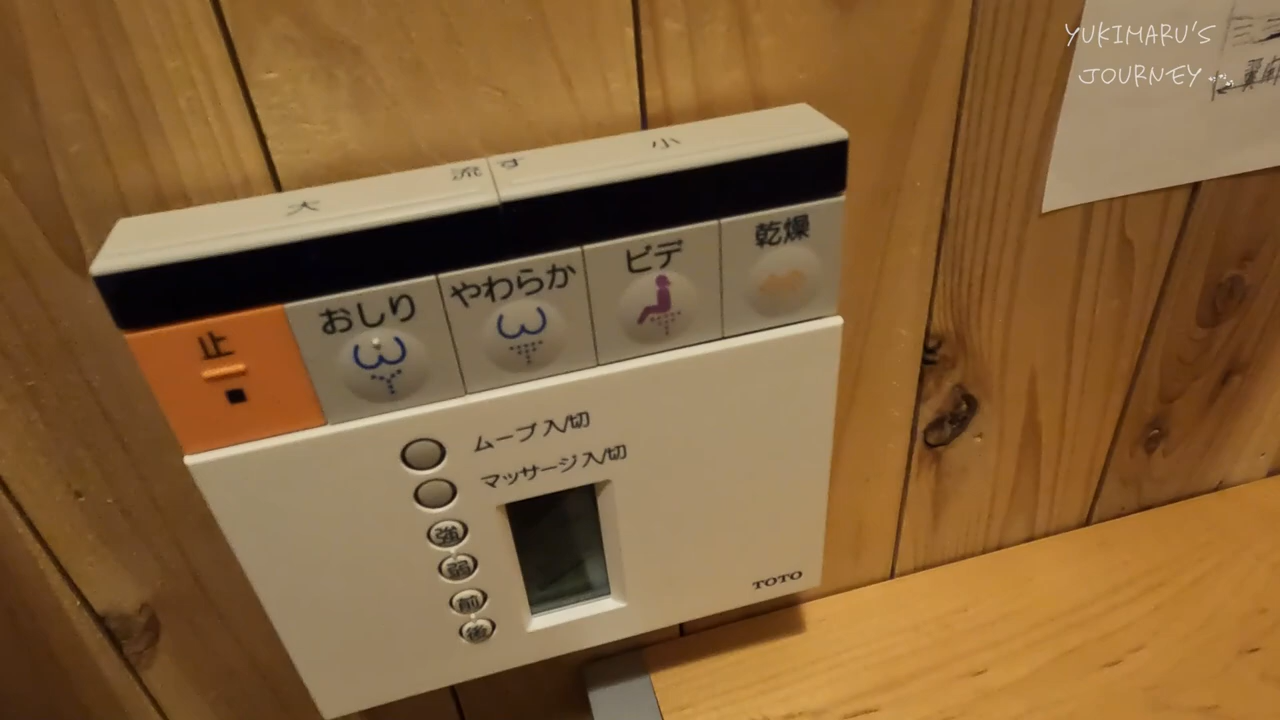 YUKIMARU'S
JOURNEY
大 流す 小
止 おしり やわらか ビデ 乾燥
ムーブ 入/切
マッサージ 入/切
強
弱
前
後
TOTO